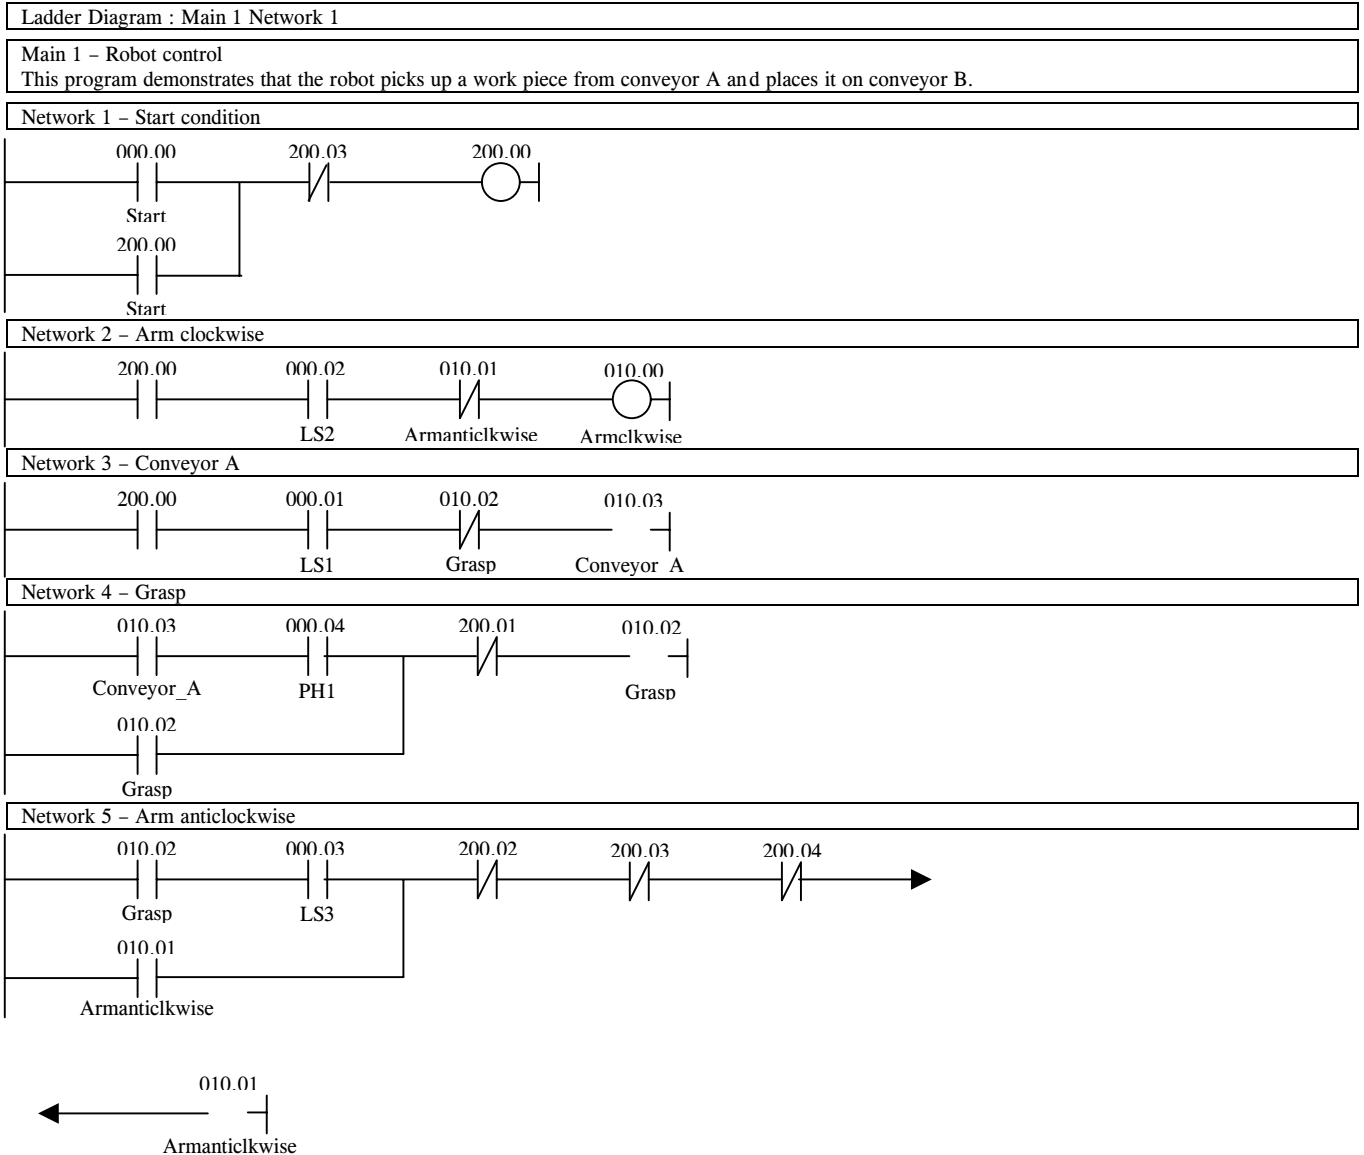 Ladder Diagram : Main 1 Network 1
Main 1 – Robot control
This program demonstrates that the robot picks up a work piece from conveyor A and places it on conveyor B.
Network 1 – Start condition
000.00 200.03 200.00
Start
200.00
Start
Network 2 – Arm clockwise
200.00 000.02 010.01 010.00
LS2 Armanticlkwise Armclkwise
Network 3 – Conveyor A
200.00 000.01 010.02 010.03
LS1 Grasp Conveyor_A
Network 4 – Grasp
010.03 000.04 200.01 010.02
Conveyor_A PH1 Grasp
010.02
Grasp
Network 5 – Arm anticlockwise
010.02 000.03 200.02 200.03 200.04
Grasp LS3
010.01
Armanticlkwise
010.01
Armanticlkwise